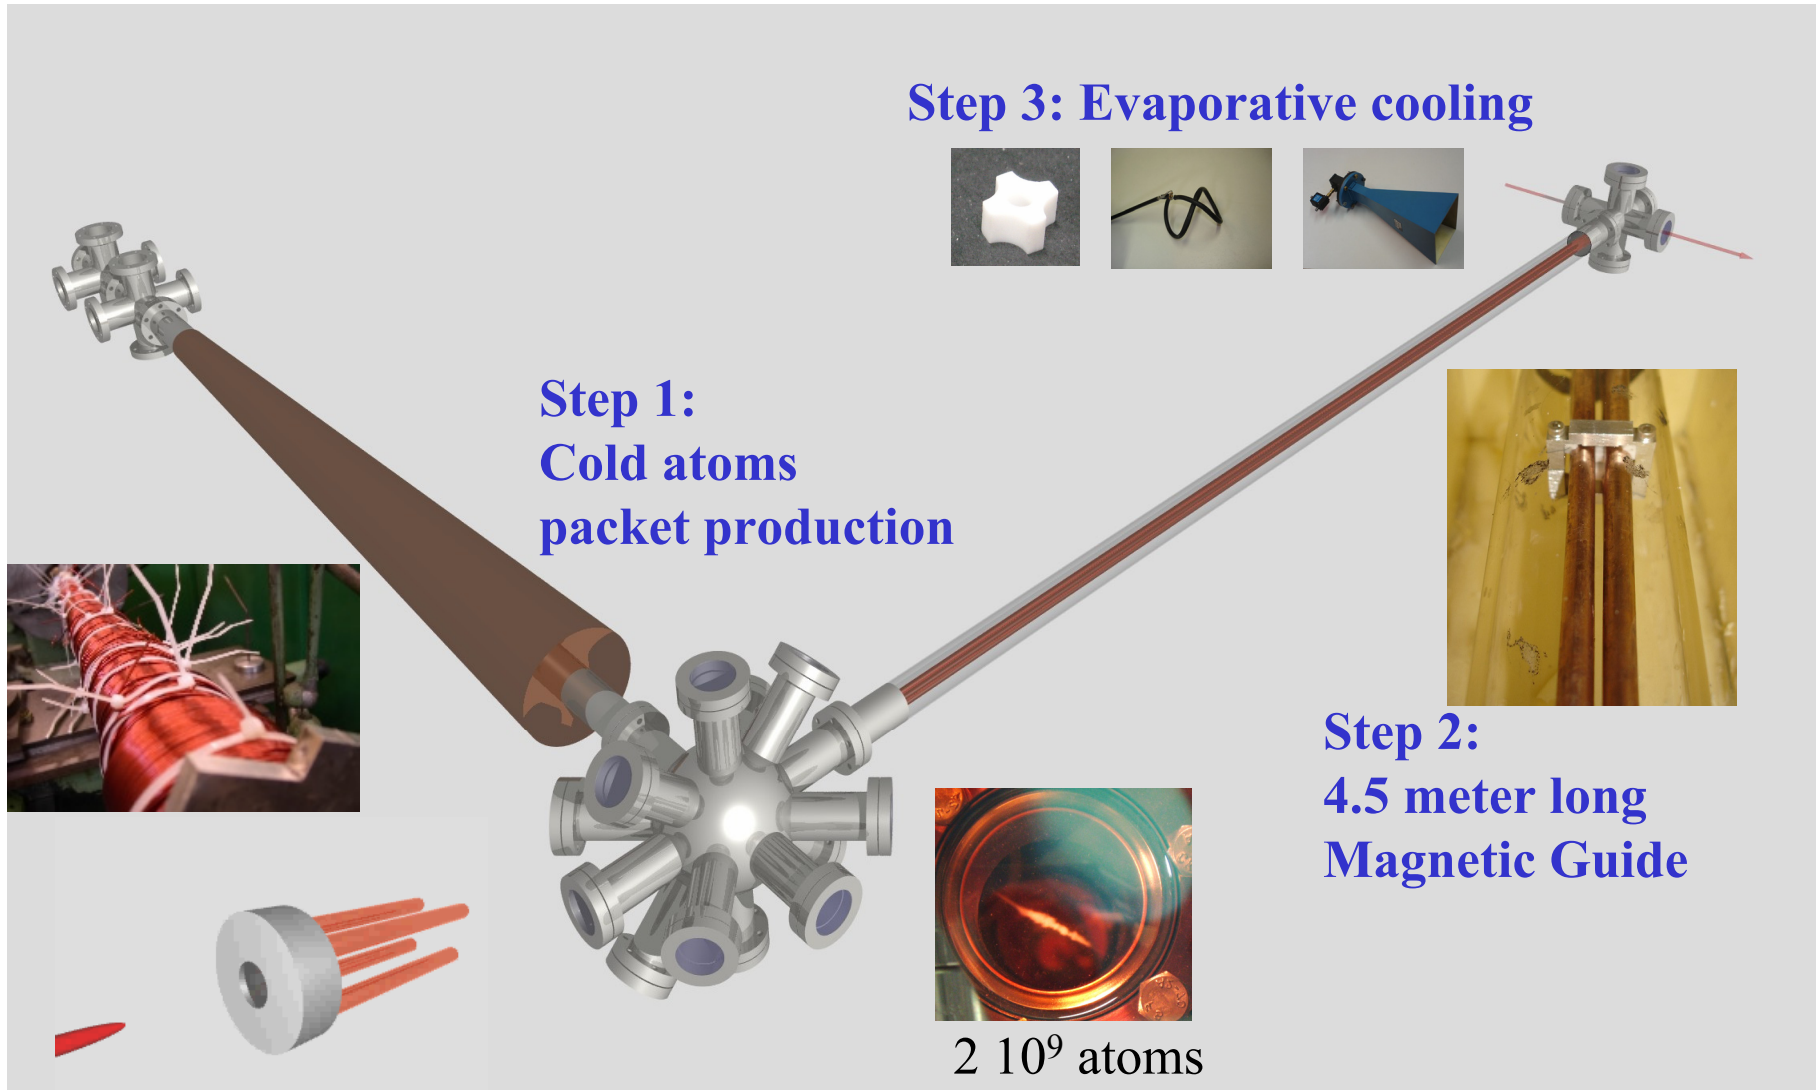 Step 3: Evaporative cooling
Step 1:
Cold atoms
packet production
Step 2:
4.5 meter long
Magnetic Guide
2 10⁹ atoms